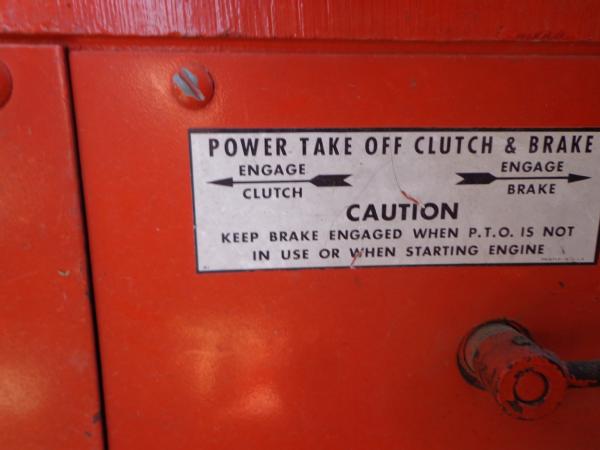 POWER TAKE OFF CLUTCH & BRAKE
ENGAGE
CLUTCH
ENGAGE
BRAKE
CAUTION
KEEP BRAKE ENGAGED WHEN P.T.O. IS NOT
IN USE OR WHEN STARTING ENGINE